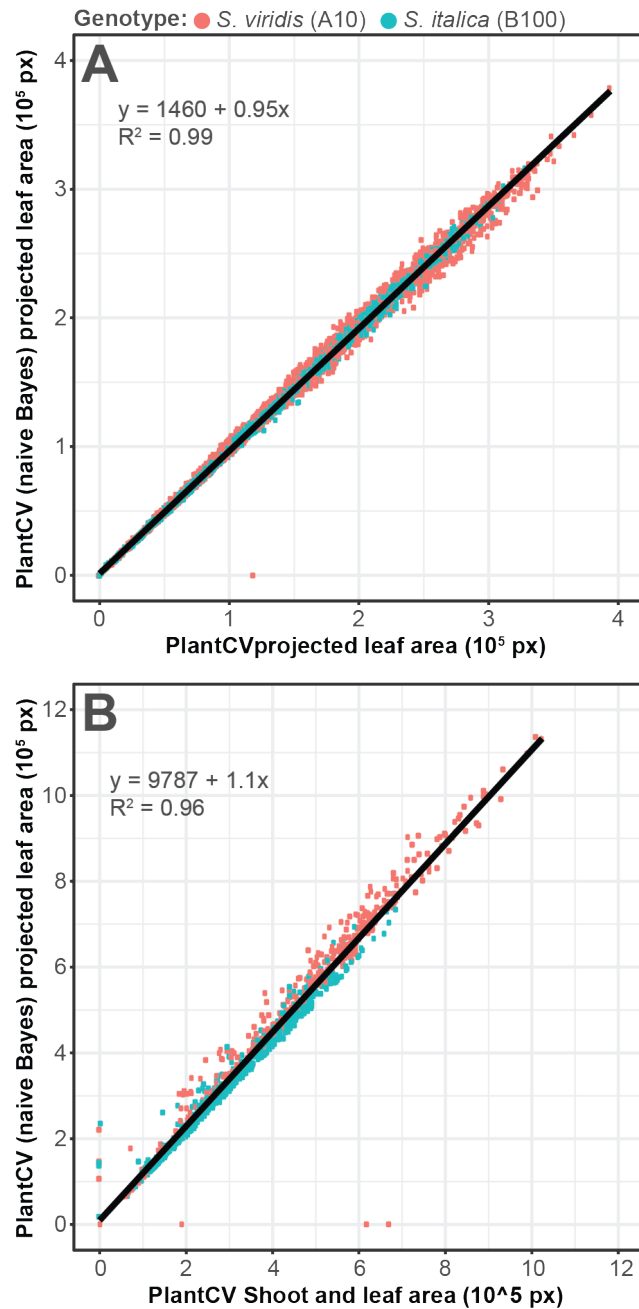 Genotype: S. viridis (A10) S. italica (B100)
A
y = 1460 + 0.95x
R² = 0.99
PlantCV (naive Bayes) projected leaf area (10⁵ px)
4
3
2
1
0
0 1 2 3 4
PlantCVprojected leaf area (10⁵ px)
B
y = 9787 + 1.1x
R² = 0.96
PlantCV (naive Bayes) projected leaf area (10⁵ px)
12
10
8
6
4
2
0
0 2 4 6 8 10 12
PlantCV Shoot and leaf area (10^5 px)